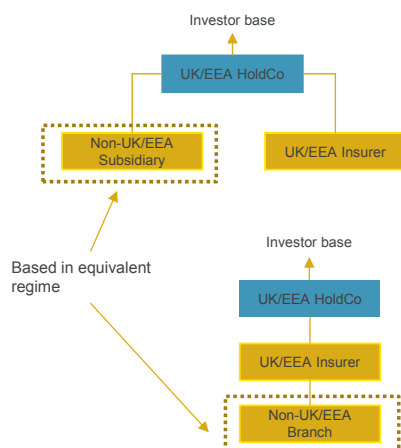 Investor base
UK/EEA HoldCo
Non-UK/EEA
Subsidiary
UK/EEA Insurer
Based in equivalent
regime
Investor base
UK/EEA HoldCo
UK/EEA Insurer
Non-UK/EEA
Branch